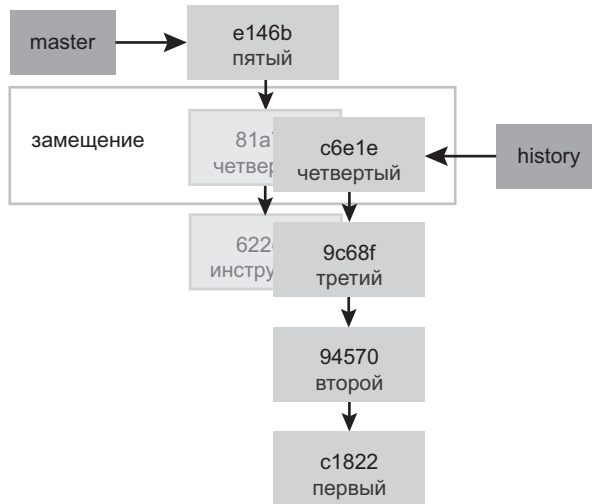 master
e146b
пятый
замещение
c6e1e
четвертый
history
9c68f
третий
94570
второй
c1822
первый